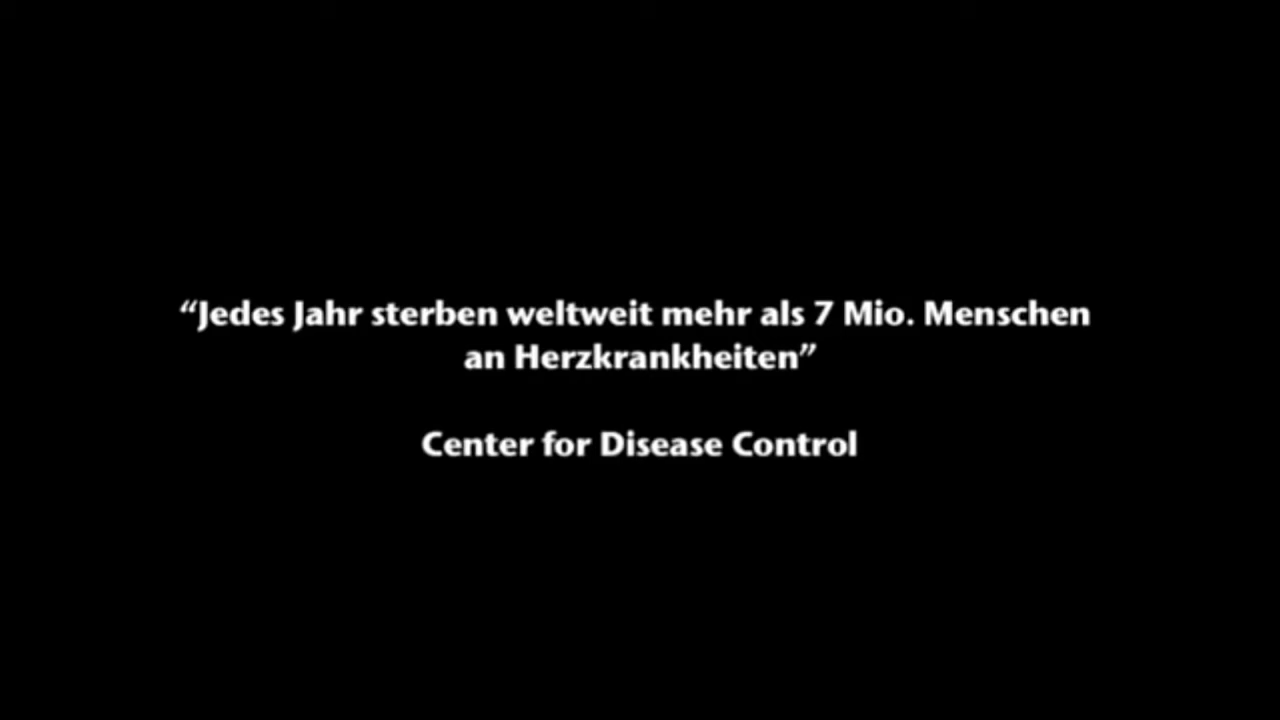 “Jedes Jahr sterben weltweit mehr als 7 Mio. Menschen
an Herzkrankheiten”
Center for Disease Control